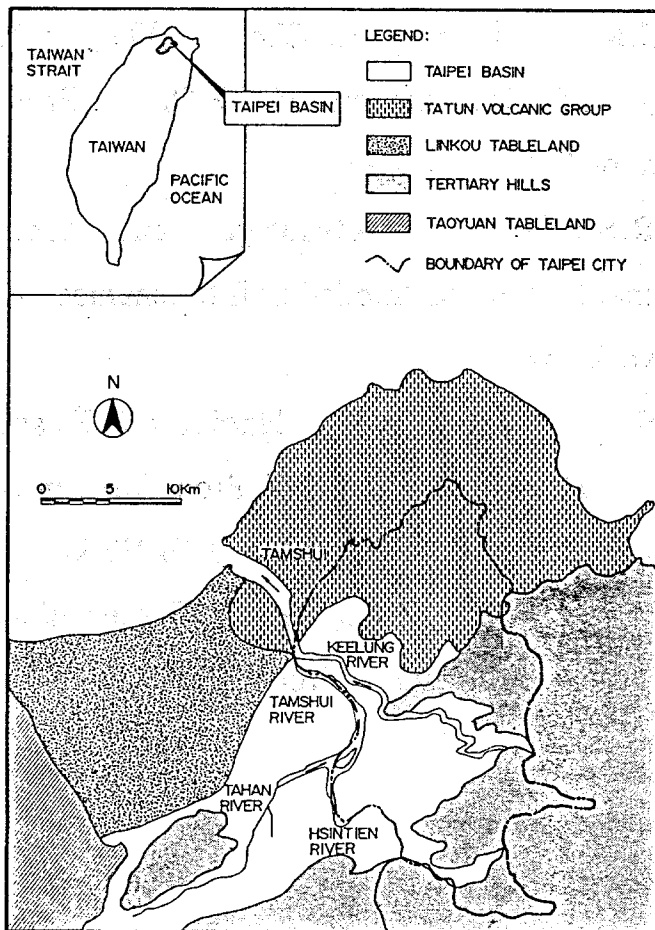 TAIWAN
STRAIT
TAIPEI BASIN
TAIWAN
PACIFIC
OCEAN
LEGEND:
TAIPEI BASIN
TATUN VOLCANIC GROUP
LINKOU TABLELAND
TERTIARY HILLS
TAOYUAN TABLELAND
BOUNDARY OF TAIPEI CITY
N
0 5 10Km
TAMSHUI
KEELUNG
RIVER
TAMSHUI
RIVER
TAHAN
RIVER
HSINTIEN
RIVER